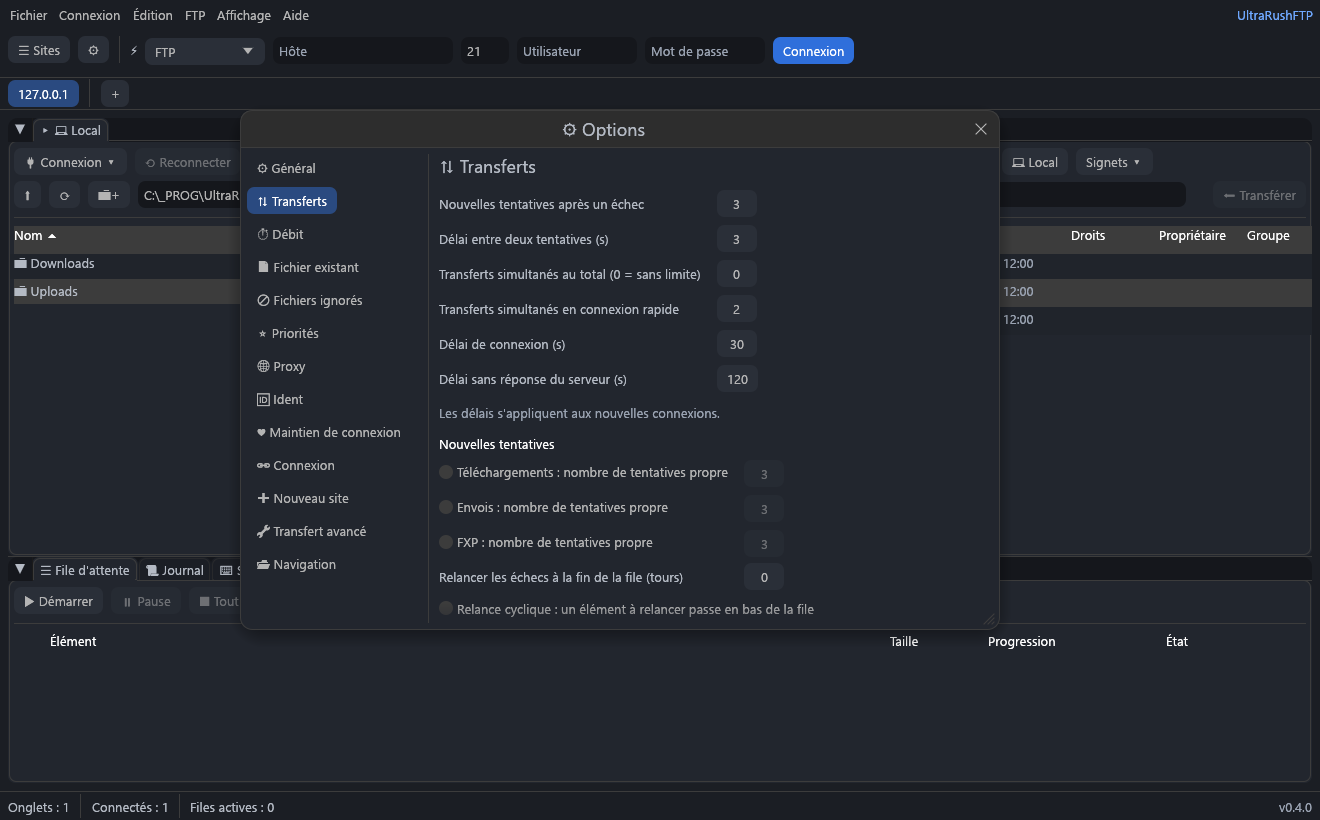 Fichier Connexion Édition FTP Affichage Aide UltraRushFTP
Sites FTP Hôte 21 Utilisateur Mot de passe Connexion
127.0.0.1 +
Local
Options
Connexion Reconnecter
Local Signets
C:\_PROG\UltraR
Transférer
Nom
Droits Propriétaire Groupe
Downloads
12:00
Uploads
12:00
12:00
Général
Transferts
Débit
Fichier existant
Fichiers ignorés
Priorités
Proxy
Ident
Maintien de connexion
Connexion
Nouveau site
Transfert avancé
Navigation
Transferts
Nouvelles tentatives après un échec 3
Délai entre deux tentatives (s) 3
Transferts simultanés au total (0 = sans limite) 0
Transferts simultanés en connexion rapide 2
Délai de connexion (s) 30
Délai sans réponse du serveur (s) 120
Les délais s'appliquent aux nouvelles connexions.
Nouvelles tentatives
Téléchargements : nombre de tentatives propre 3
Envois : nombre de tentatives propre 3
FXP : nombre de tentatives propre 3
Relancer les échecs à la fin de la file (tours) 0
Relance cyclique : un élément à relancer passe en bas de la file
File d'attente Journal S
Démarrer Pause Tout
Élément Taille Progression État
Onglets : 1 Connectés : 1 Files actives : 0 v0.4.0